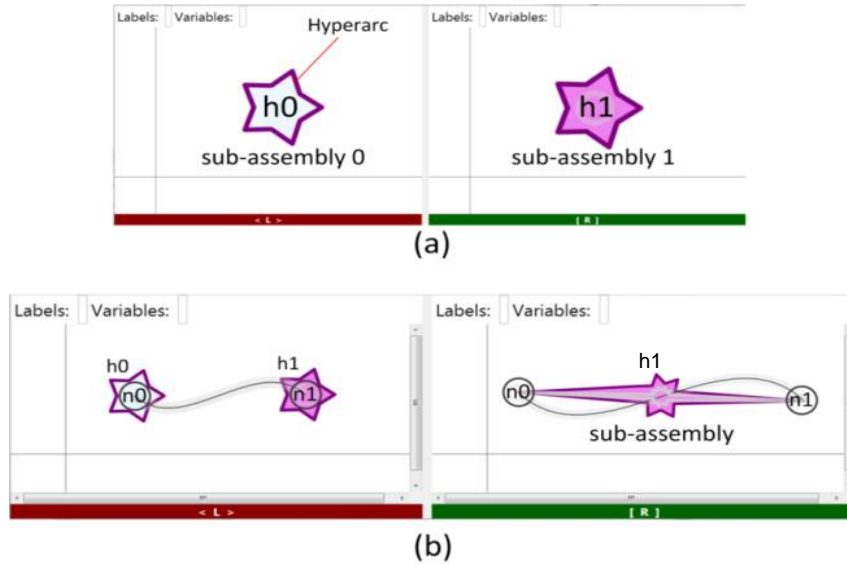 Labels: Variables:
Hyperarc
h0
sub-assembly 0
< L >
Labels: Variables:
h1
sub-assembly 1
[ R ]
(a)
Labels: Variables:
h0
h1
n0
n1
< L >
Labels: Variables:
h1
n0
n1
sub-assembly
[ R ]
(b)